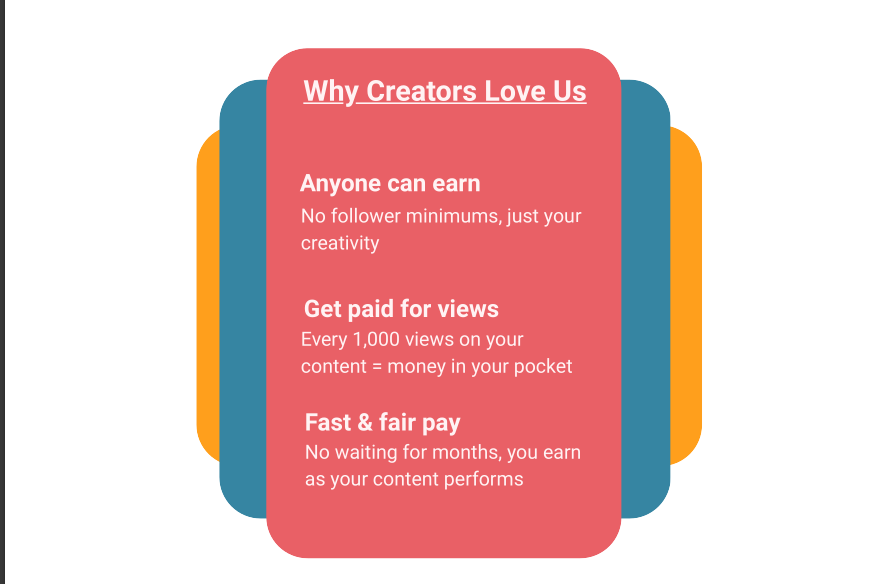 Why Creators Love Us
Anyone can earn
No follower minimums, just your
creativity
Get paid for views
Every 1,000 views on your
content = money in your pocket
Fast & fair pay
No waiting for months, you earn
as your content performs